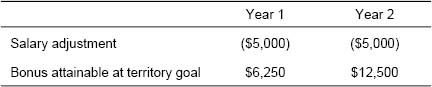 Year 1 Year 2
Salary adjustment ($5,000) ($5,000)
Bonus attainable at territory goal $6,250 $12,500